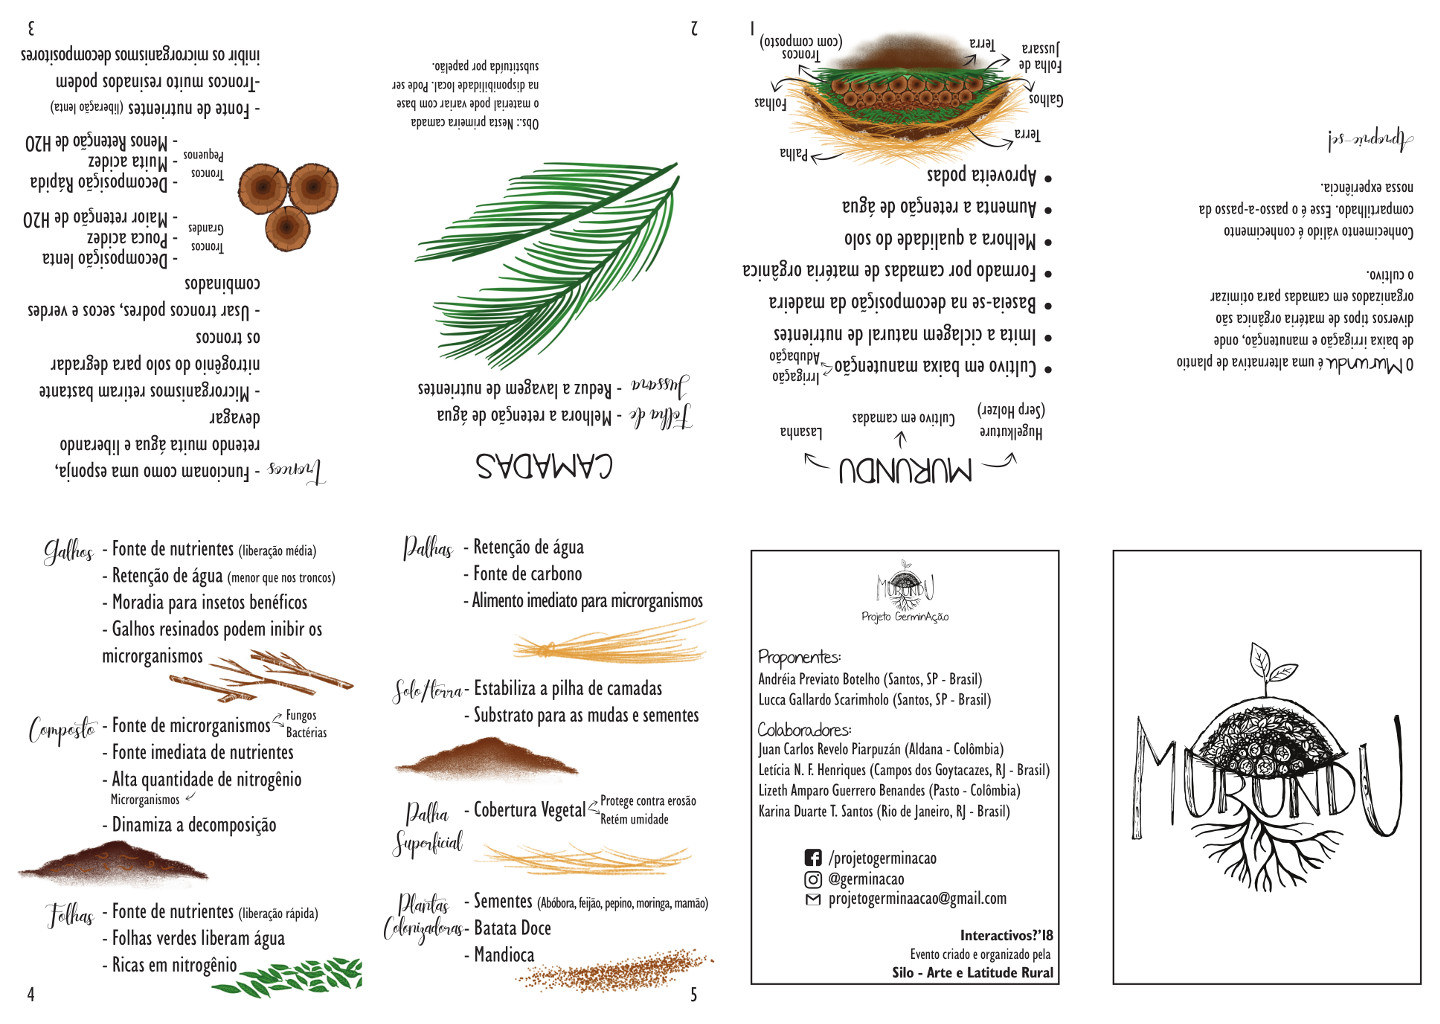 MURUNDU
O Murundu é uma alternativa de plantio
de baixa irrigação e manutenção, onde
diversos tipos de matéria orgânica são
organizados em camadas para otimizar
o cultivo.
Conhecimento válido é conhecimento
compartilhado. Esse é o passo-a-passo da
nossa experiência.
Aproprie-se!
MURUNDU
Lasanha
Cultivo em camadas
Hugelkuture
(Serp Holzer)
• Cultivo em baixa manutenção
Irrigação
Adubação
• Imita a ciclagem natural de nutrientes
• Baseia-se na decomposição da madeira
• Formado por camadas de matéria orgânica
• Melhora a qualidade do solo
• Aumenta a retenção de água
• Aproveita podas
Palha
Terra
Folhas
Galhos
Troncos
(com composto)
Folha de
Jussara
Terra
1
CAMADAS
Folha de
Jussara
- Melhora a retenção de água
- Reduz a lavagem de nutrientes
Obs.: Nesta primeira camada
o material pode variar com base
na disponibilidade local. Pode ser
substituída por papelão.
2
Troncos
- Funcionam como uma esponja,
retendo muita água e liberando
devagar
- Microrganismos retiram bastante
nitrogênio do solo para degradar
os troncos
- Usar troncos podres, secos e verdes
combinados
Troncos
Grandes
- Decomposição lenta
- Pouca acidez
- Maior retenção de H2O
Troncos
Pequenos
- Decomposição Rápida
- Muita acidez
- Menos Retenção de H2O
- Fonte de nutrientes (liberação lenta)
-Troncos muito resinados podem
inibir os microrganismos decompositores
3
Galhos
- Fonte de nutrientes (liberação média)
- Retenção de água (menor que nos troncos)
- Moradia para insetos benéficos
- Galhos resinados podem inibir os
microrganismos
Composto
- Fonte de microrganismos
Fungos
Bactérias
- Fonte imediata de nutrientes
- Alta quantidade de nitrogênio
Microrganismos
- Dinamiza a decomposição
Folhas
- Fonte de nutrientes (liberação rápida)
- Folhas verdes liberam água
- Ricas em nitrogênio
4
Palhas
- Retenção de água
- Fonte de carbono
- Alimento imediato para microrganismos
Solo/terra
- Estabiliza a pilha de camadas
- Substrato para as mudas e sementes
Palha
Superficial
- Cobertura Vegetal
Protege contra erosão
Retém umidade
Plantas
Colonizadoras
- Sementes (Abóbora, feijão, pepino, moringa, mamão)
- Batata Doce
- Mandioca
5
MURUNDU
Projeto GerminAção
Proponentes:
Andréia Previato Botelho (Santos, SP - Brasil)
Lucca Gallardo Scarimholo (Santos, SP - Brasil)
Colaboradores:
Juan Carlos Revelo Piarpuzán (Aldana - Colômbia)
Letícia N. F. Henriques (Campos dos Goytacazes, RJ - Brasil)
Lizeth Amparo Guerrero Benandes (Pasto - Colômbia)
Karina Duarte T. Santos (Rio de Janeiro, RJ - Brasil)
/projetogerminacao
@germinacao
projetogerminaacao@gmail.com
Interactivos?'18
Evento criado e organizado pela
Silo - Arte e Latitude Rural